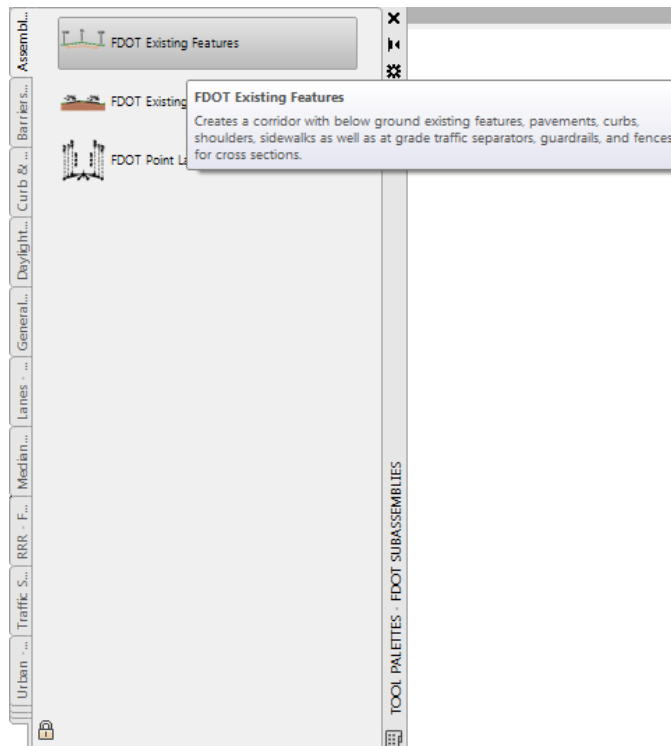 Assembl...
Barriers...
Curb & ...
Daylight...
General...
Lanes - ...
Median...
RRR - F...
Traffic S...
Urban -...
FDOT Existing Features
FDOT Existing
FDOT Point La
FDOT Existing Features
Creates a corridor with below ground existing features, pavements, curbs,
shoulders, sidewalks as well as at grade traffic separators, guardrails, and fences
for cross sections.
TOOL PALETTES - FDOT SUBASSEMBLIES